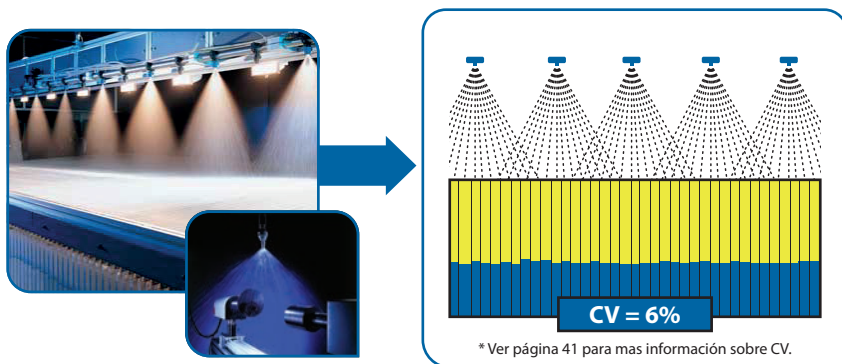 CV = 6%
* Ver página 41 para mas información sobre CV.